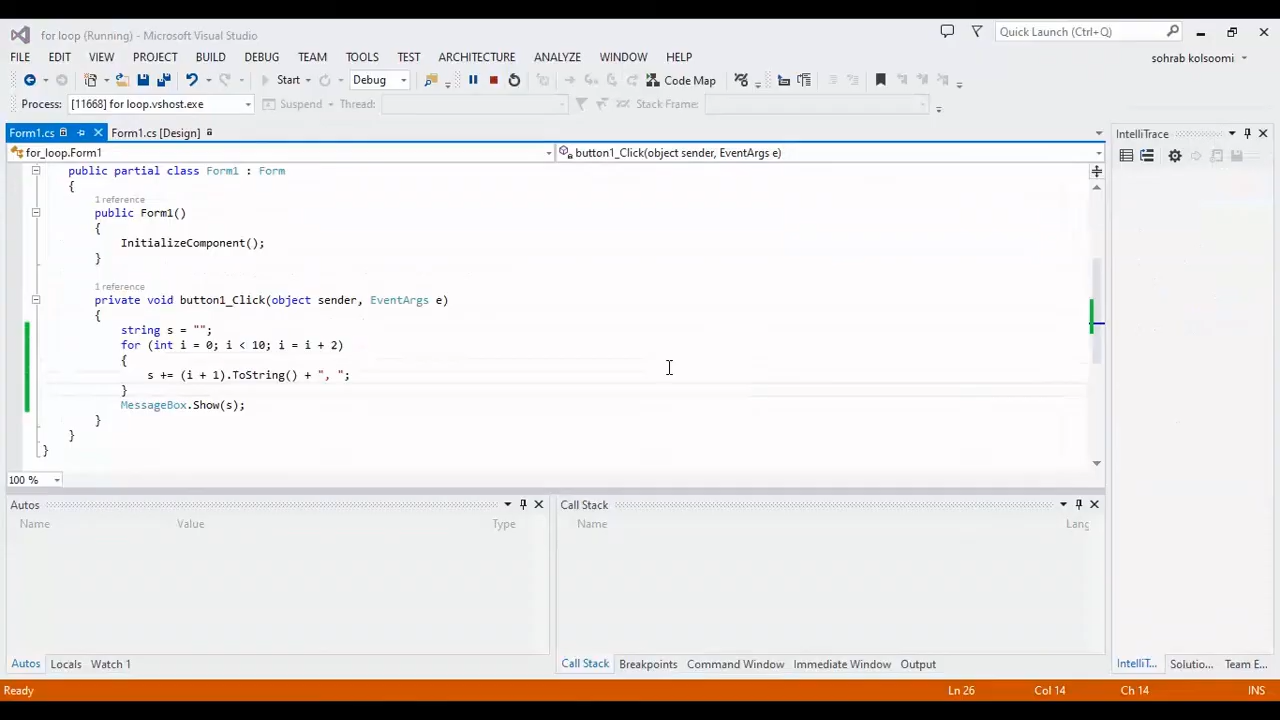 for loop (Running) - Microsoft Visual Studio
Quick Launch (Ctrl+Q)
FILE EDIT VIEW PROJECT BUILD DEBUG TEAM TOOLS TEST ARCHITECTURE ANALYZE WINDOW HELP
sohrab kolsoomi
Start Debug Code Map
Process: [11668] for loop.vshost.exe Suspend Thread: Stack Frame:
Form1.cs Form1.cs [Design]
IntelliTrace
for_loop.Form1 button1_Click(object sender, EventArgs e)
public partial class Form1 : Form
{
1 reference
public Form1()
{
InitializeComponent();
}
1 reference
private void button1_Click(object sender, EventArgs e)
{
string s = "";
for (int i = 0; i < 10; i = i + 2)
{
s += (i + 1).ToString() + ", ";
}
MessageBox.Show(s);
}
}
}
100 %
Autos
Call Stack
Name Value Type
Name Lang
Autos Locals Watch 1
Call Stack Breakpoints Command Window Immediate Window Output
IntelliT... Solutio... Team E...
Ready Ln 26 Col 14 Ch 14 INS